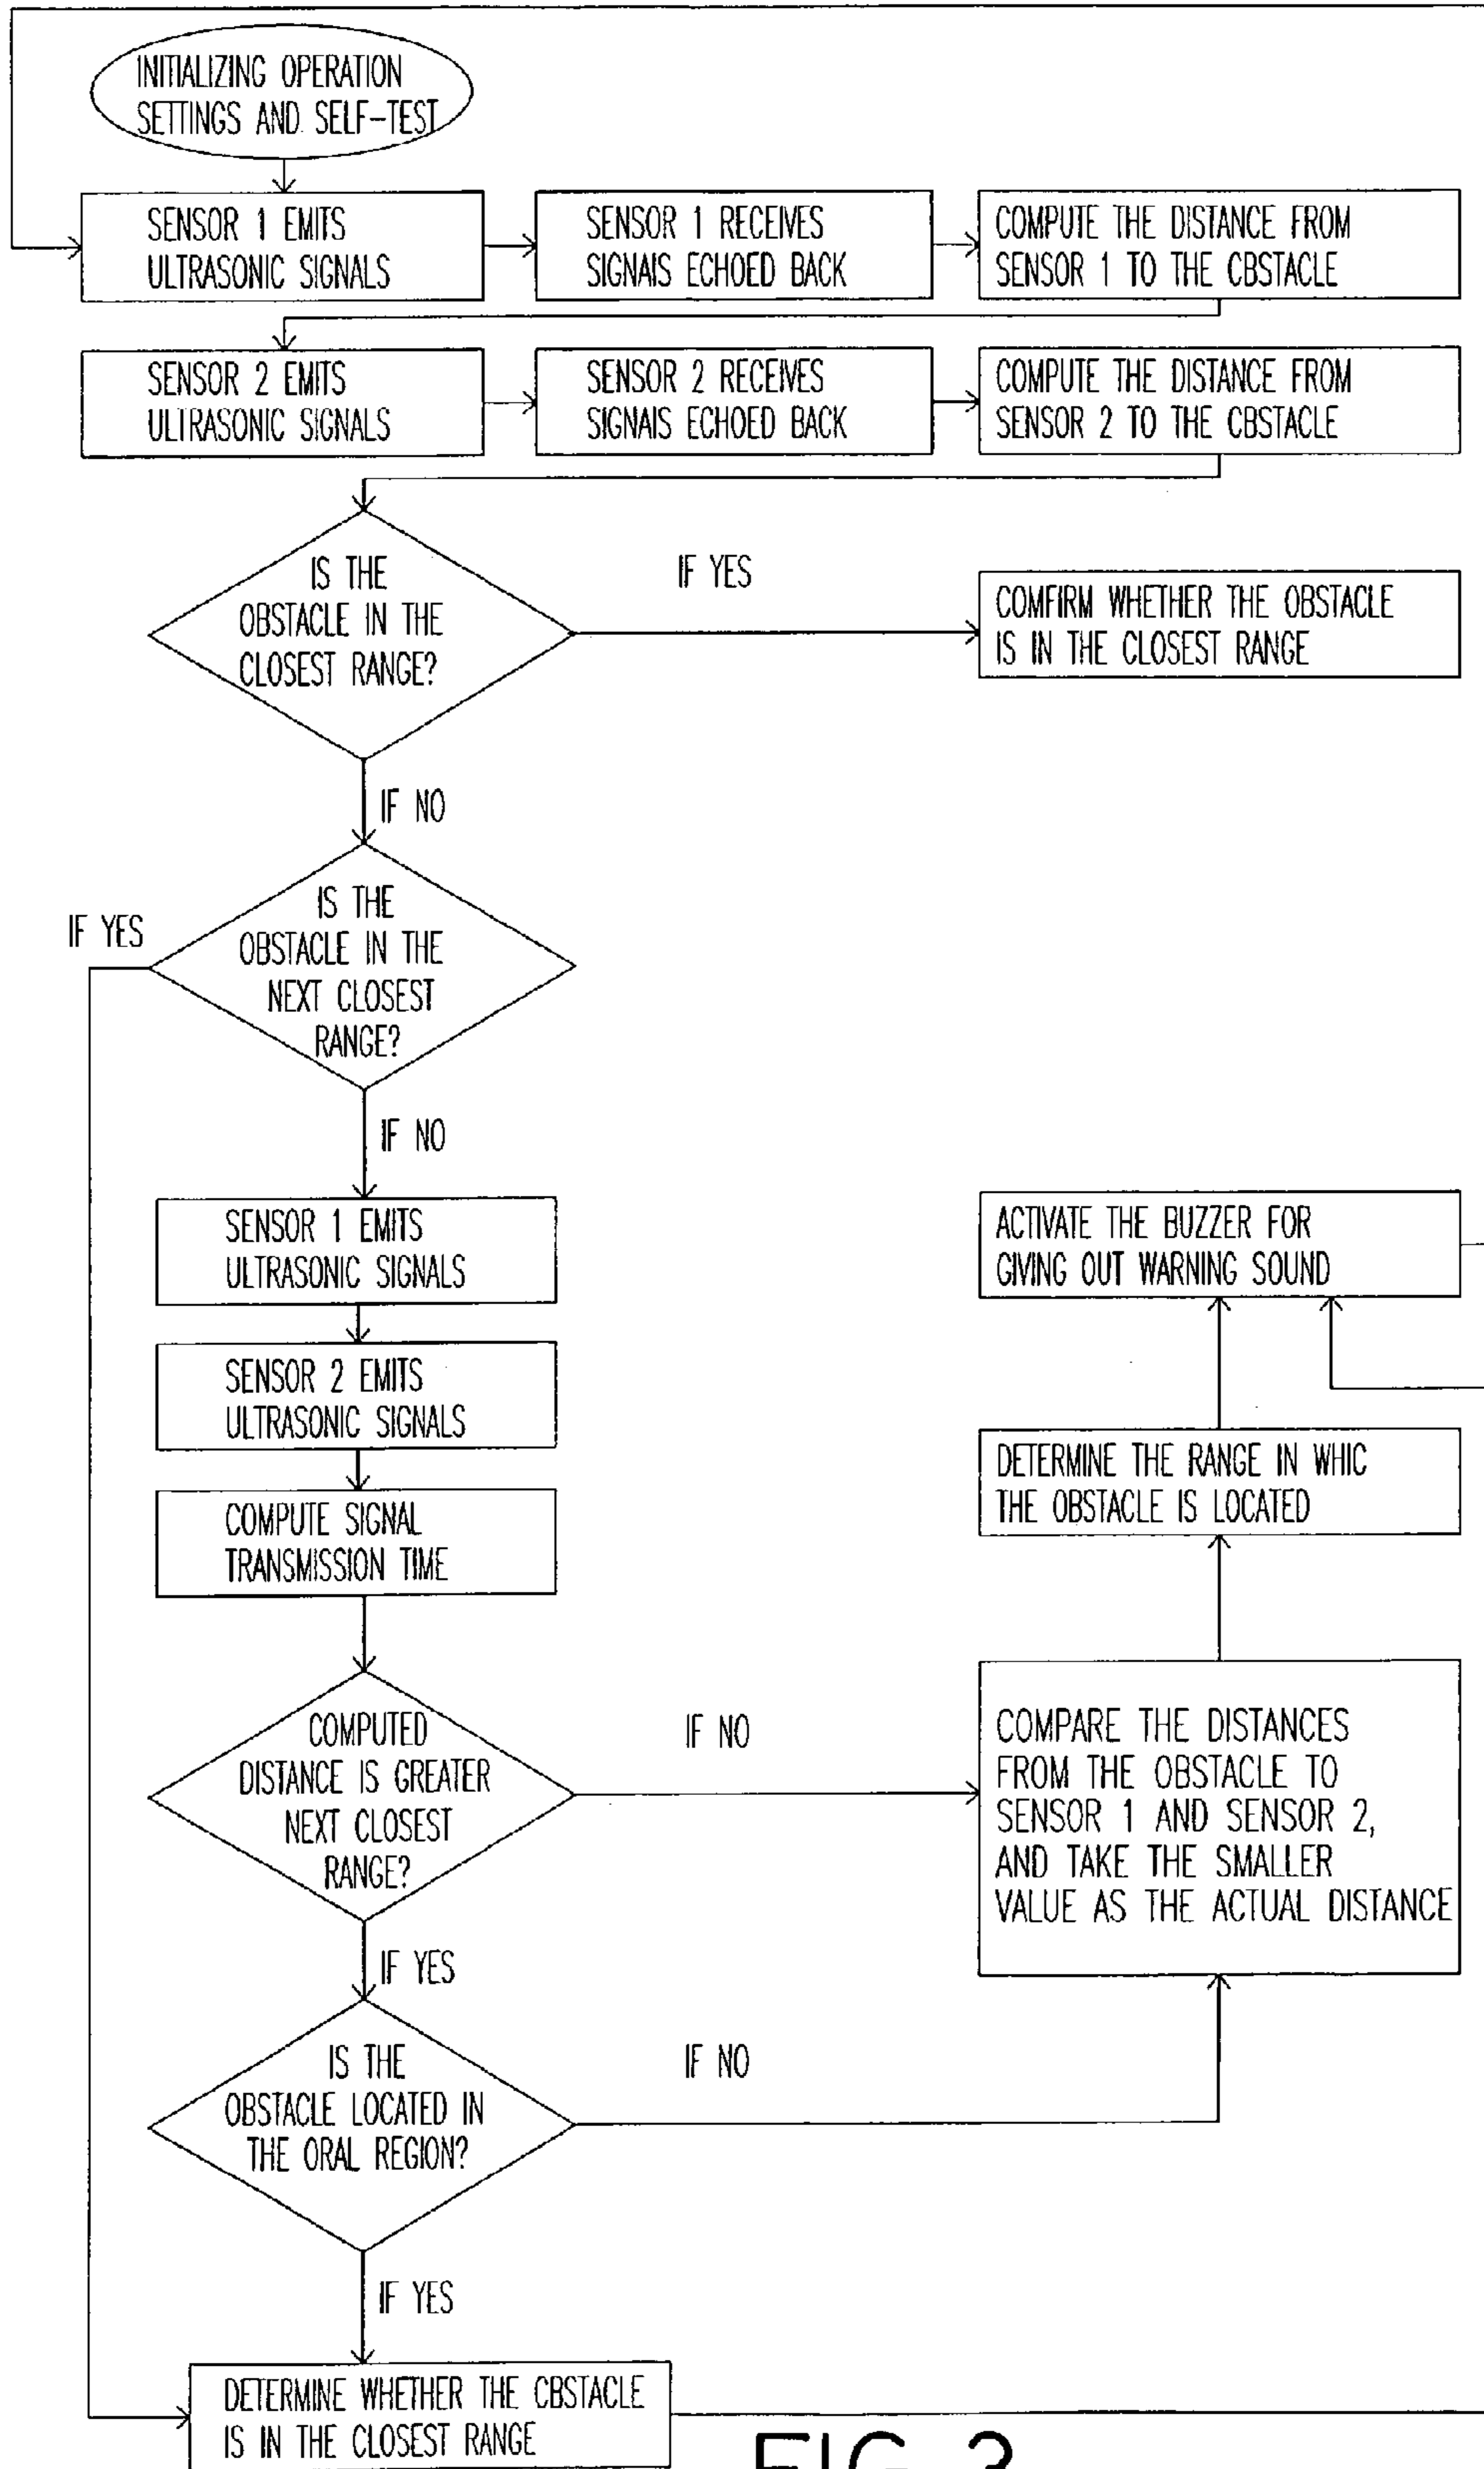 INITIALIZING OPERATION
SETTINGS AND SELF-TEST
SENSOR 1 EMITS
ULTRASONIC SIGNALS
SENSOR 1 RECEIVES
SIGNAIS ECHOED BACK
COMPUTE THE DISTANCE FROM
SENSOR 1 TO THE CBSTACLE
SENSOR 2 EMITS
ULTRASONIC SIGNALS
SENSOR 2 RECEIVES
SIGNAIS ECHOED BACK
COMPUTE THE DISTANCE FROM
SENSOR 2 TO THE CBSTACLE
IS THE
OBSTACLE IN THE
CLOSEST RANGE?
IF YES
COMFIRM WHETHER THE OBSTACLE
IS IN THE CLOSEST RANGE
IF NO
IS THE
OBSTACLE IN THE
NEXT CLOSEST
RANGE?
IF YES
IF NO
SENSOR 1 EMITS
ULTRASONIC SIGNALS
SENSOR 2 EMITS
ULTRASONIC SIGNALS
COMPUTE SIGNAL
TRANSMISSION TIME
ACTIVATE THE BUZZER FOR
GIVING OUT WARNING SOUND
DETERMINE THE RANGE IN WHIC
THE OBSTACLE IS LOCATED
COMPUTED
DISTANCE IS GREATER
NEXT CLOSEST
RANGE?
IF NO
COMPARE THE DISTANCES
FROM THE OBSTACLE TO
SENSOR 1 AND SENSOR 2,
AND TAKE THE SMALLER
VALUE AS THE ACTUAL DISTANCE
IF YES
IS THE
OBSTACLE LOCATED IN
THE ORAL REGION?
IF NO
IF YES
DETERMINE WHETHER THE CBSTACLE
IS IN THE CLOSEST RANGE
FIG. 3